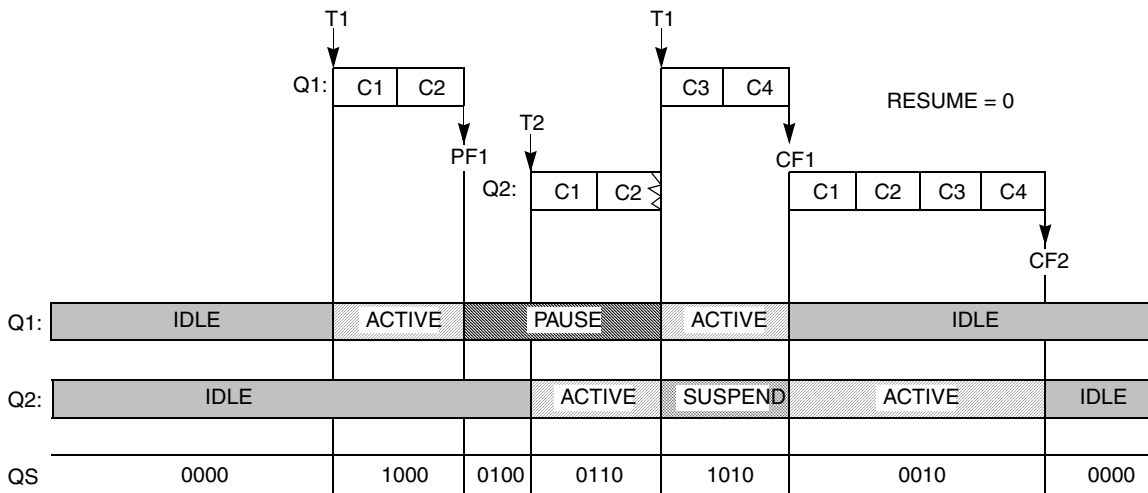 T1 T1
Q1: C1 C2 C3 C4
RESUME = 0
T2
PF1 CF1
Q2: C1 C2 C1 C2 C3 C4
CF2
Q1: IDLE ACTIVE PAUSE ACTIVE IDLE
Q2: IDLE ACTIVE SUSPEND ACTIVE IDLE
QS 0000 1000 0100 0110 1010 0010 0000